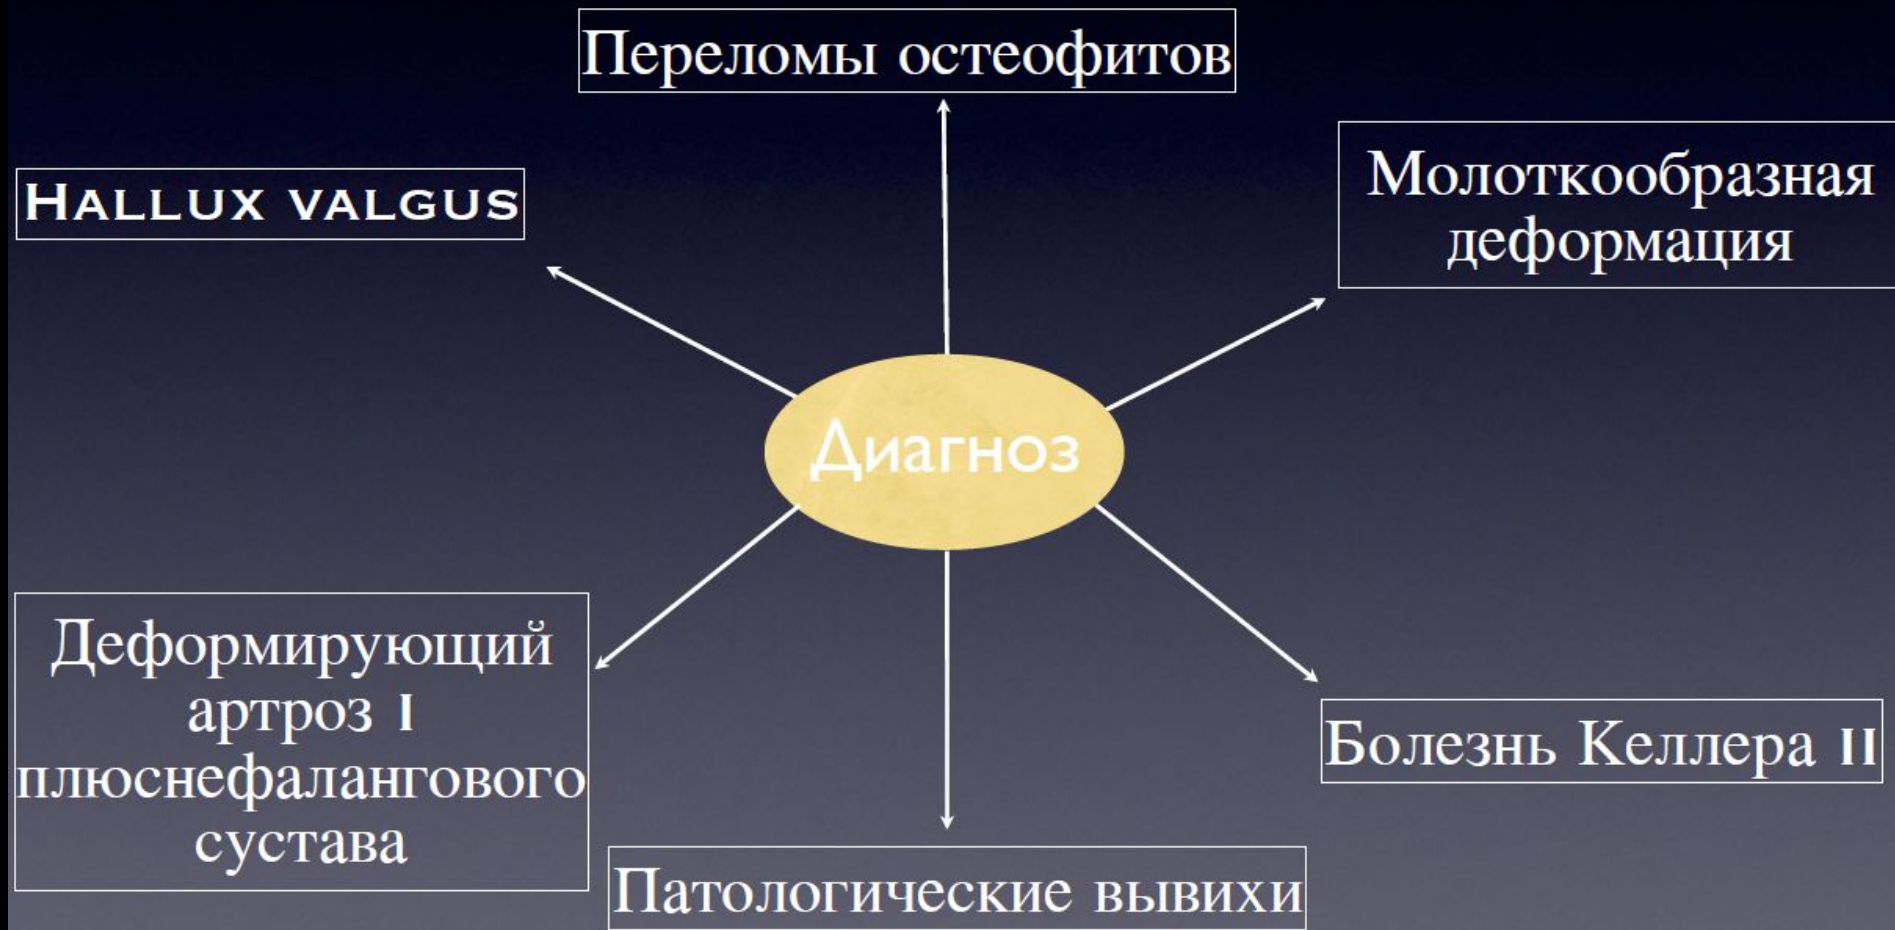 Переломы остеофитов
HALLUX VALGUS
Молоткообразная
деформация
Диагноз
Деформирующий
артроз I
плюснефалангового
сустава
Болезнь Келлера II
Патологические вывихи